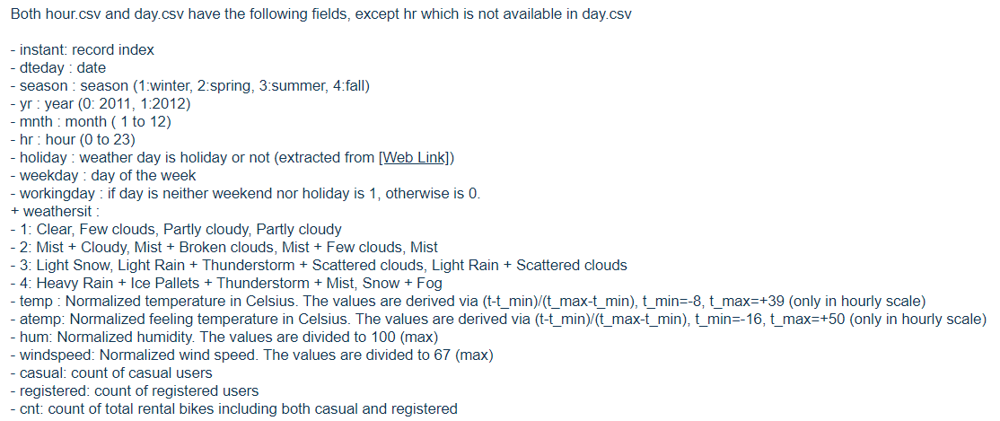 Both hour.csv and day.csv have the following fields, except hr which is not available in day.csv
- instant: record index
- dteday : date
- season : season (1:winter, 2:spring, 3:summer, 4:fall)
- yr : year (0: 2011, 1:2012)
- mnth : month ( 1 to 12)
- hr : hour (0 to 23)
- holiday : weather day is holiday or not (extracted from [Web Link])
- weekday : day of the week
- workingday : if day is neither weekend nor holiday is 1, otherwise is 0.
+ weathersit :
- 1: Clear, Few clouds, Partly cloudy, Partly cloudy
- 2: Mist + Cloudy, Mist + Broken clouds, Mist + Few clouds, Mist
- 3: Light Snow, Light Rain + Thunderstorm + Scattered clouds, Light Rain + Scattered clouds
- 4: Heavy Rain + Ice Pallets + Thunderstorm + Mist, Snow + Fog
- temp : Normalized temperature in Celsius. The values are derived via (t-t_min)/(t_max-t_min), t_min=-8, t_max=+39 (only in hourly scale)
- atemp: Normalized feeling temperature in Celsius. The values are derived via (t-t_min)/(t_max-t_min), t_min=-16, t_max=+50 (only in hourly scale)
- hum: Normalized humidity. The values are divided to 100 (max)
- windspeed: Normalized wind speed. The values are divided to 67 (max)
- casual: count of casual users
- registered: count of registered users
- cnt: count of total rental bikes including both casual and registered